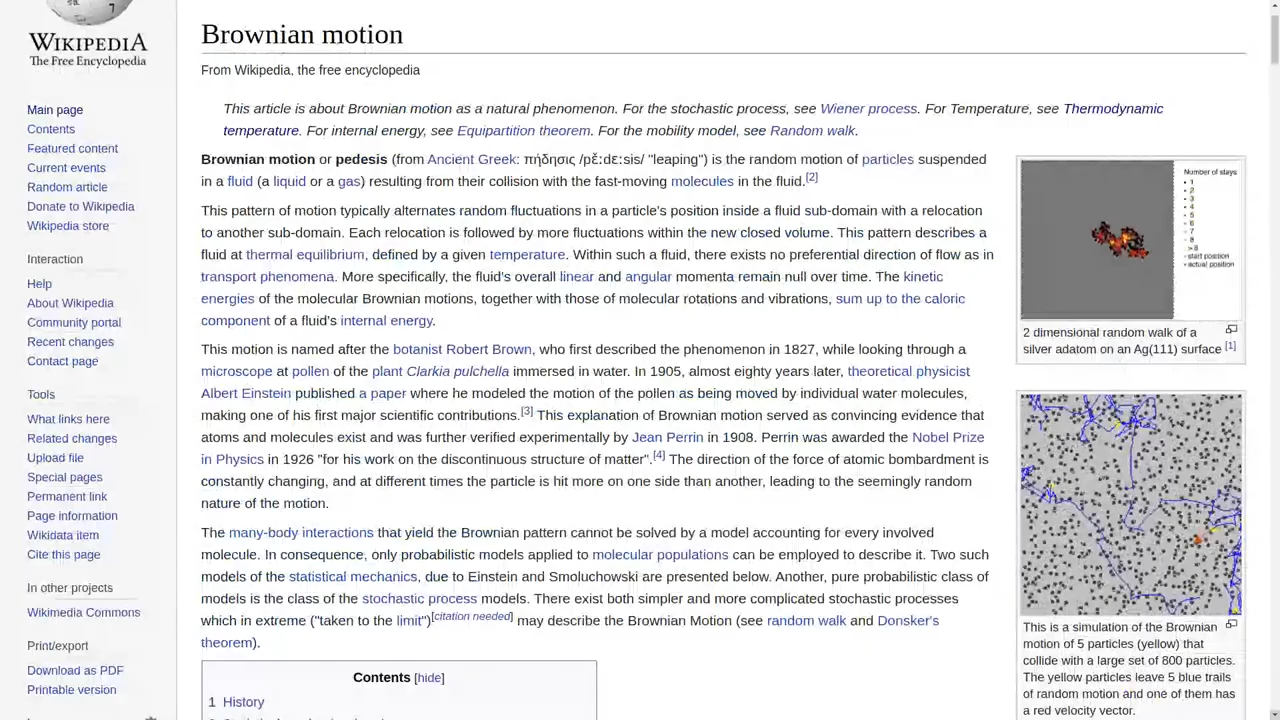 WIKIPEDIA
The Free Encyclopedia
Main page
Contents
Featured content
Current events
Random article
Donate to Wikipedia
Wikipedia store
Interaction
Help
About Wikipedia
Community portal
Recent changes
Contact page
Tools
What links here
Related changes
Upload file
Special pages
Permanent link
Page information
Wikidata item
Cite this page
In other projects
Wikimedia Commons
Print/export
Download as PDF
Printable version
Brownian motion
From Wikipedia, the free encyclopedia
This article is about Brownian motion as a natural phenomenon. For the stochastic process, see Wiener process. For Temperature, see Thermodynamic
temperature. For internal energy, see Equipartition theorem. For the mobility model, see Random walk.
Brownian motion or pedesis (from Ancient Greek: πήδησις /pɛ̌ːdɛːsis/ "leaping") is the random motion of particles suspended
in a fluid (a liquid or a gas) resulting from their collision with the fast-moving molecules in the fluid.[2]
This pattern of motion typically alternates random fluctuations in a particle's position inside a fluid sub-domain with a relocation
to another sub-domain. Each relocation is followed by more fluctuations within the new closed volume. This pattern describes a
fluid at thermal equilibrium, defined by a given temperature. Within such a fluid, there exists no preferential direction of flow as in
transport phenomena. More specifically, the fluid's overall linear and angular momenta remain null over time. The kinetic
energies of the molecular Brownian motions, together with those of molecular rotations and vibrations, sum up to the caloric
component of a fluid's internal energy.
This motion is named after the botanist Robert Brown, who first described the phenomenon in 1827, while looking through a
microscope at pollen of the plant Clarkia pulchella immersed in water. In 1905, almost eighty years later, theoretical physicist
Albert Einstein published a paper where he modeled the motion of the pollen as being moved by individual water molecules,
making one of his first major scientific contributions.[3] This explanation of Brownian motion served as convincing evidence that
atoms and molecules exist and was further verified experimentally by Jean Perrin in 1908. Perrin was awarded the Nobel Prize
in Physics in 1926 "for his work on the discontinuous structure of matter".[4] The direction of the force of atomic bombardment is
constantly changing, and at different times the particle is hit more on one side than another, leading to the seemingly random
nature of the motion.
The many-body interactions that yield the Brownian pattern cannot be solved by a model accounting for every involved
molecule. In consequence, only probabilistic models applied to molecular populations can be employed to describe it. Two such
models of the statistical mechanics, due to Einstein and Smoluchowski are presented below. Another, pure probabilistic class of
models is the class of the stochastic process models. There exist both simpler and more complicated stochastic processes
which in extreme ("taken to the limit")[citation needed] may describe the Brownian Motion (see random walk and Donsker's
theorem).
Contents [hide]
1 History
Number of stays
1
2
3
4
5
6
7
8
>8
- start position
- actual position
2 dimensional random walk of a
silver adatom on an Ag(111) surface [1]
This is a simulation of the Brownian
motion of 5 particles (yellow) that
collide with a large set of 800 particles.
The yellow particles leave 5 blue trails
of random motion and one of them has
a red velocity vector.